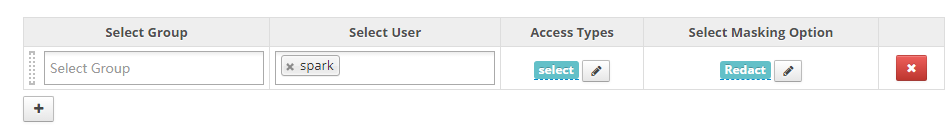 Select Group Select User Access Types Select Masking Option
Select Group × spark select Redact ×
+